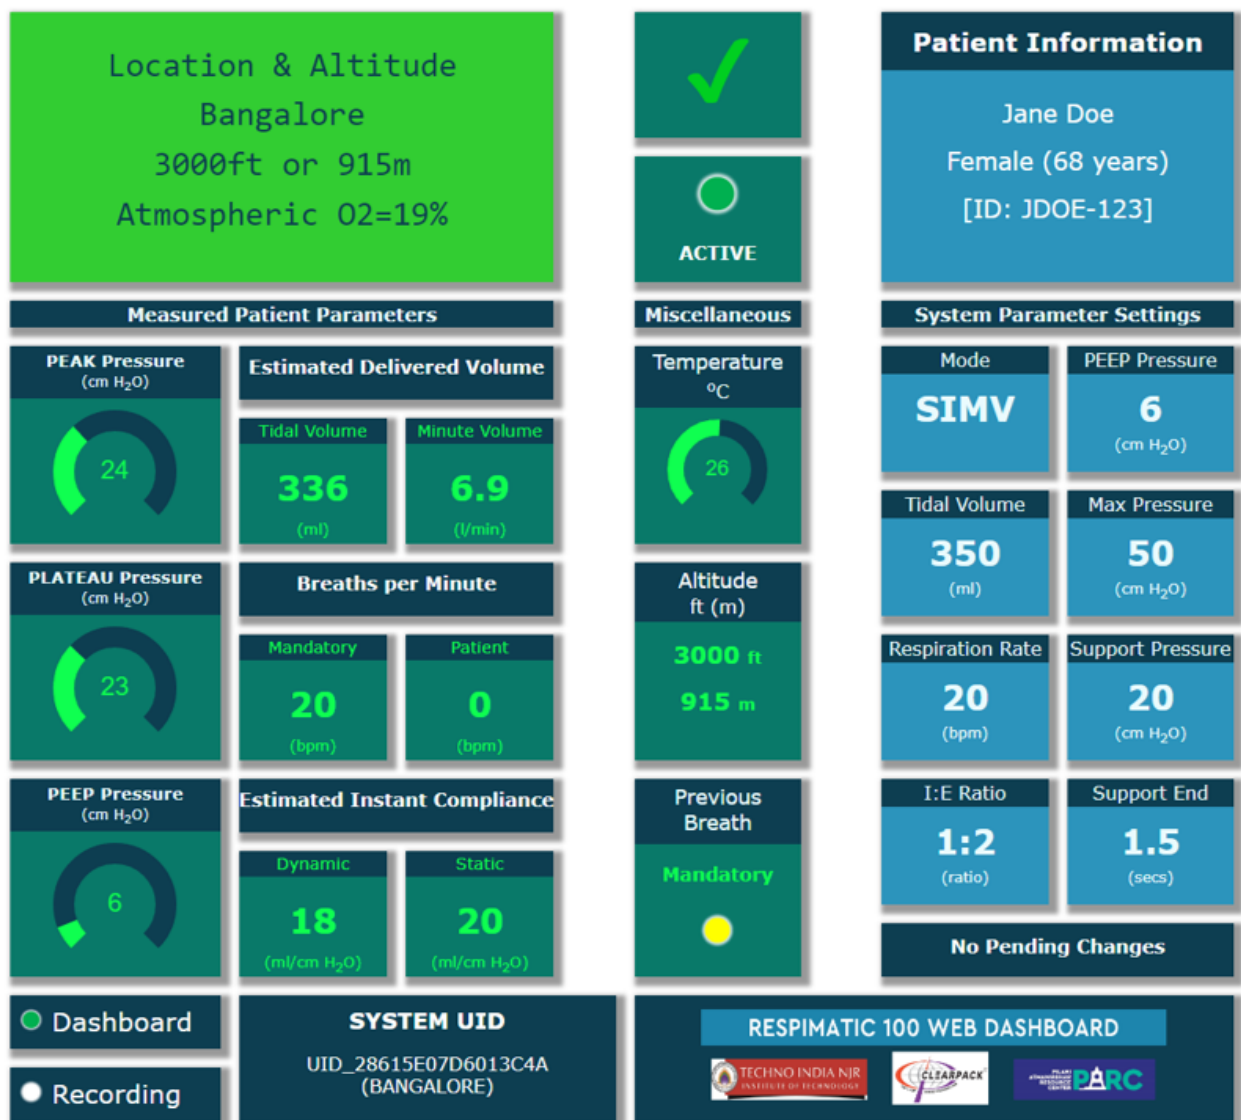 Location & Altitude
Bangalore
3000ft or 915m
Atmospheric O2=19%
ACTIVE
Patient Information
Jane Doe
Female (68 years)
[ID: JDOE-123]
Measured Patient Parameters
PEAK Pressure
(cm H₂O)
24
Estimated Delivered Volume
Tidal Volume
336
(ml)
Minute Volume
6.9
(l/min)
PLATEAU Pressure
(cm H₂O)
23
Breaths per Minute
Mandatory
20
(bpm)
Patient
0
(bpm)
PEEP Pressure
(cm H₂O)
6
Estimated Instant Compliance
Dynamic
18
(ml/cm H₂O)
Static
20
(ml/cm H₂O)
Miscellaneous
Temperature
°C
26
Altitude
ft (m)
3000 ft
915 m
Previous
Breath
Mandatory
System Parameter Settings
Mode
SIMV
PEEP Pressure
6
(cm H₂O)
Tidal Volume
350
(ml)
Max Pressure
50
(cm H₂O)
Respiration Rate
20
(bpm)
Support Pressure
20
(cm H₂O)
I:E Ratio
1:2
(ratio)
Support End
1.5
(secs)
No Pending Changes
Dashboard
Recording
SYSTEM UID
UID_28615E07D6013C4A
(BANGALORE)
RESPIMATIC 100 WEB DASHBOARD
TECHNO INDIA NJR
INSTITUTE OF TECHNOLOGY
CLEARPACK
PARC